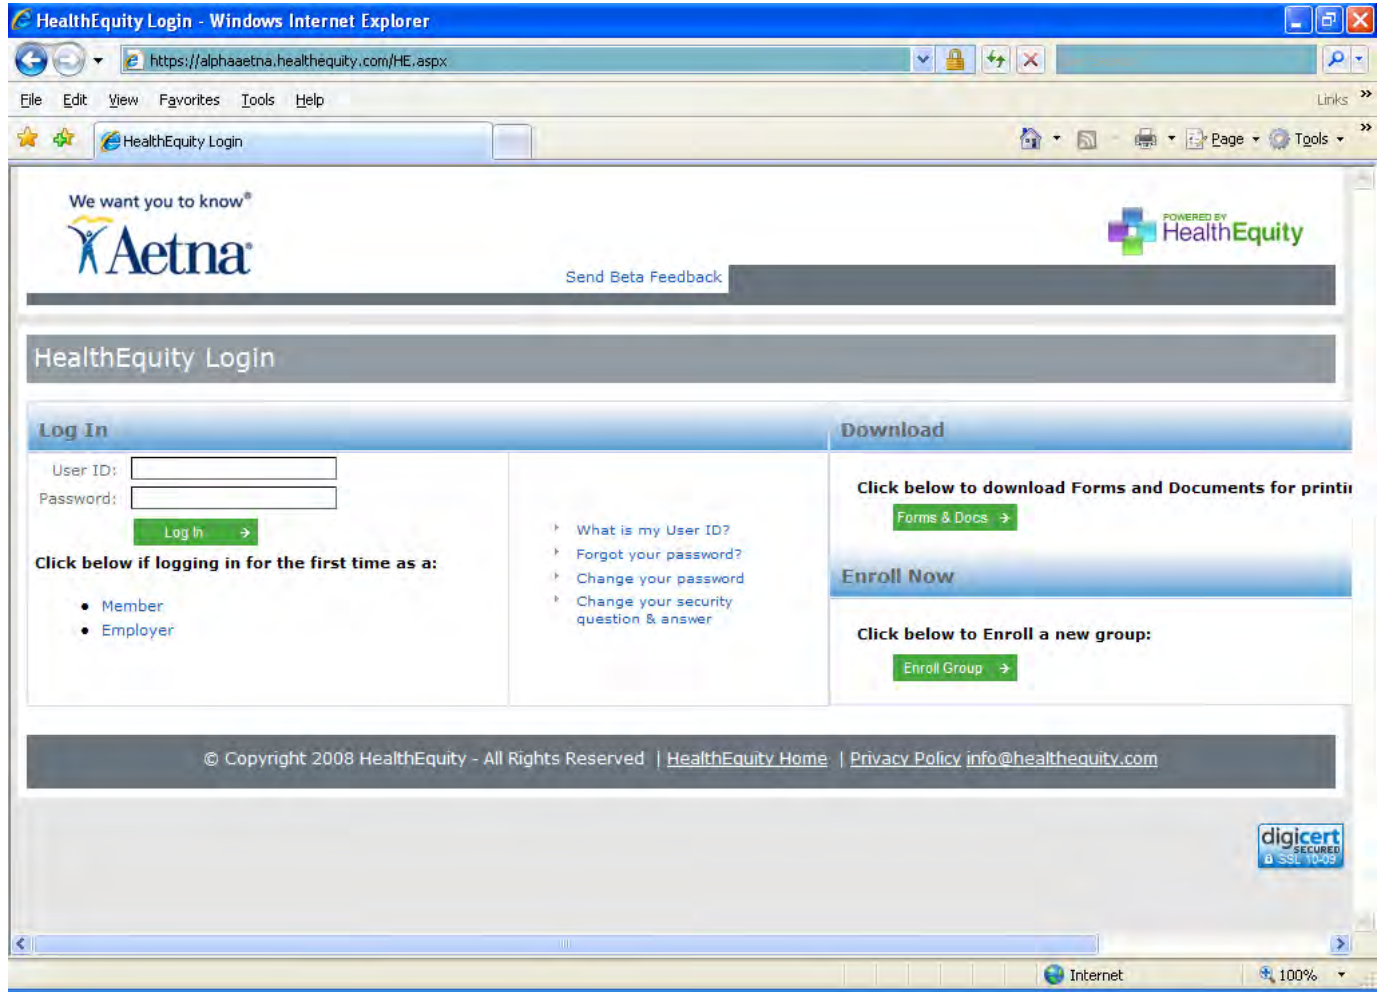 HealthEquity Login - Windows Internet Explorer
https://alphaaetna.healthequity.com/HE.aspx
File Edit View Favorites Tools Help
Links »
HealthEquity Login
Page Tools »
We want you to know®
Aetna®
POWERED BY
HealthEquity
Send Beta Feedback
HealthEquity Login
Log In
Download
User ID:
Password:
Log In
Click below if logging in for the first time as a:
Member
Employer
What is my User ID?
Forgot your password?
Change your password
Change your security
question & answer
Click below to download Forms and Documents for printin
Forms & Docs
Enroll Now
Click below to Enroll a new group:
Enroll Group
© Copyright 2008 HealthEquity - All Rights Reserved | HealthEquity Home | Privacy Policy info@healthequity.com
digicert
SECURED
SSL 10-09
Internet
100%